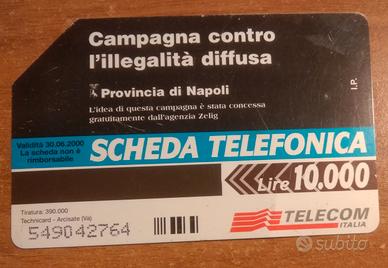 Campagna contro
l'illegalità diffusa
Provincia di Napoli
I.P.
L'idea di questa campagna è stata concessa
gratuitamente dall'agenzia Zelig
Validità 30.06.2000
La scheda non è
rimborsabile
SCHEDA TELEFONICA
Lire 10.000
Tiratura: 390.000
Technicard - Arcisate (Va)
549042764
TELECOM
ITALIA
subito